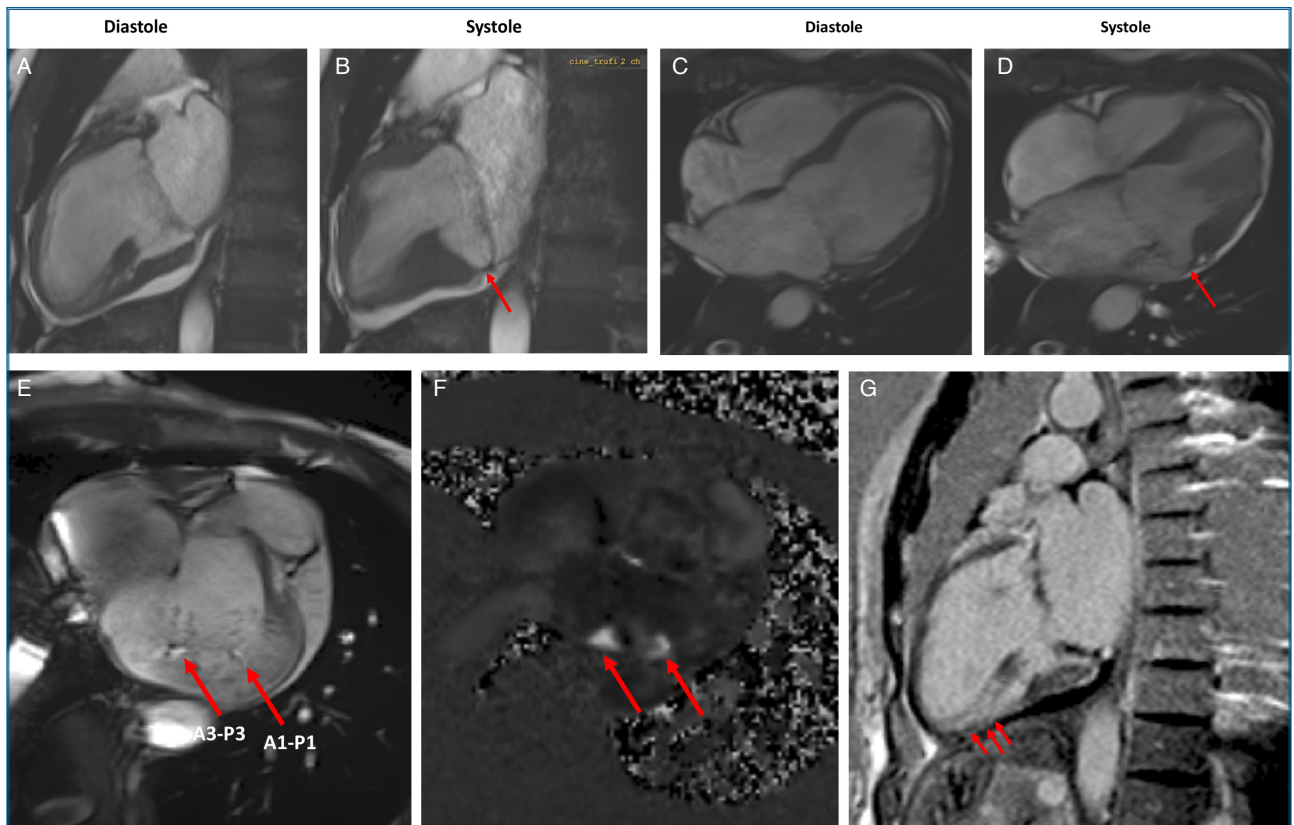 Diastole
Systole
Diastole
Systole
A
B
cine_trufi 2 ch
C
D
E
A3-P3
A1-P1
F
G